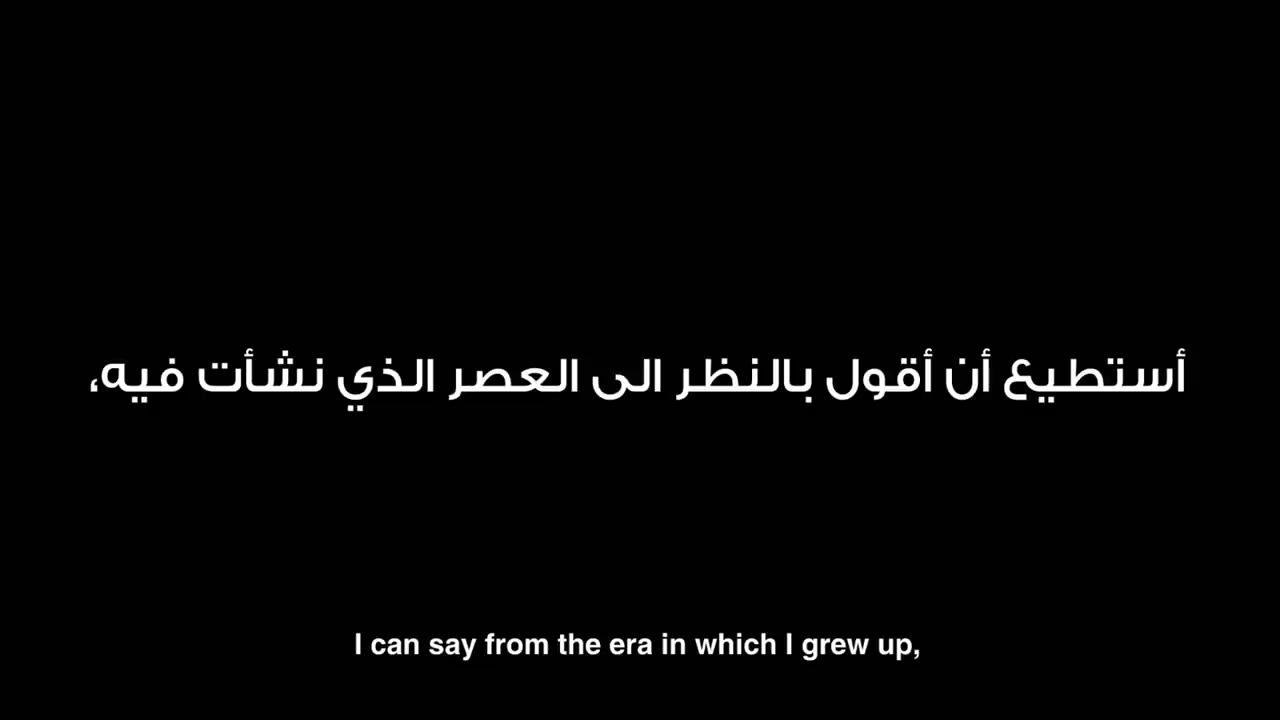 أستطيع أن أقول بالنظر الى العصر الذي نشأت فيه،
I can say from the era in which I grew up,